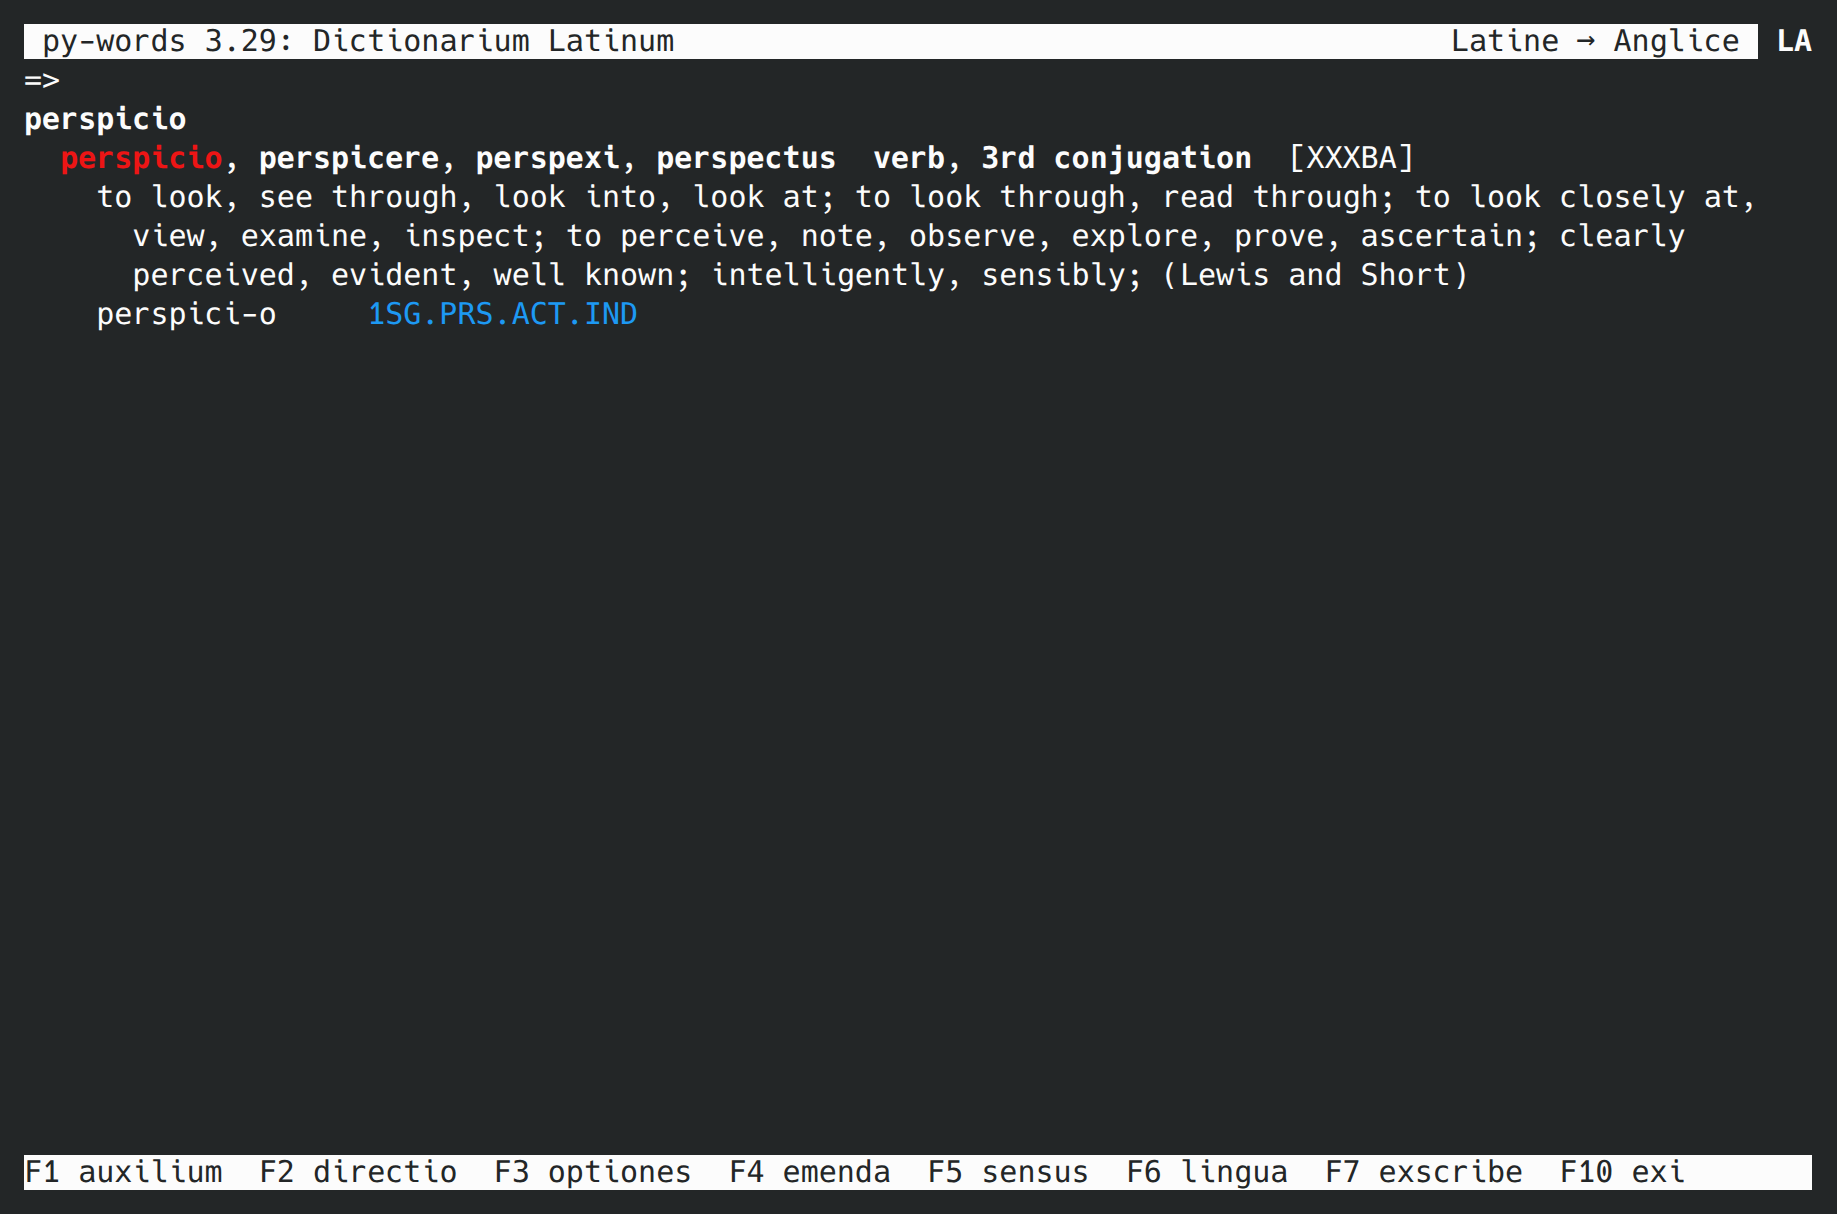 py-words 3.29: Dictionarium Latinum Latine → Anglice LA
=>
perspicio
perspicio, perspicere, perspexi, perspectus verb, 3rd conjugation [XXXBA]
to look, see through, look into, look at; to look through, read through; to look closely at,
view, examine, inspect; to perceive, note, observe, explore, prove, ascertain; clearly
perceived, evident, well known; intelligently, sensibly; (Lewis and Short)
perspici-o 1SG.PRS.ACT.IND
F1 auxilium F2 directio F3 optiones F4 emenda F5 sensus F6 lingua F7 exscribe F10 exi